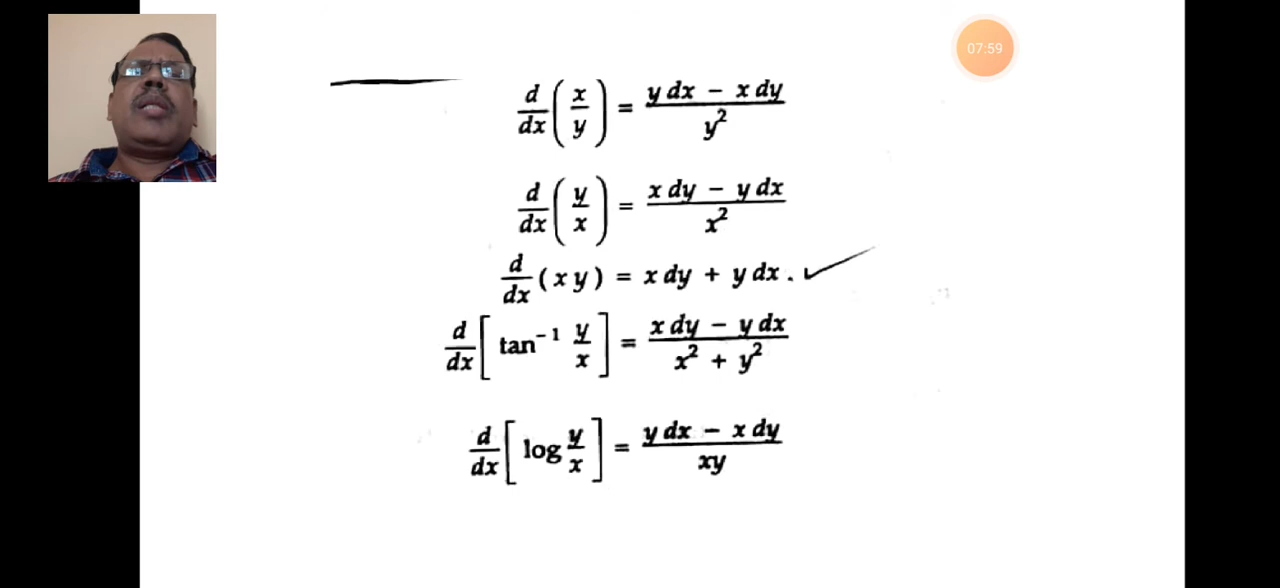 07:59
d/dx (x/y) = (y dx − x dy)/y²
d/dx (y/x) = (x dy − y dx)/x²
d/dx (xy) = x dy + y dx . ✓
d/dx [tan⁻¹ y/x] = (x dy − y dx)/(x² + y²)
d/dx [log y/x] = (y dx − x dy)/xy